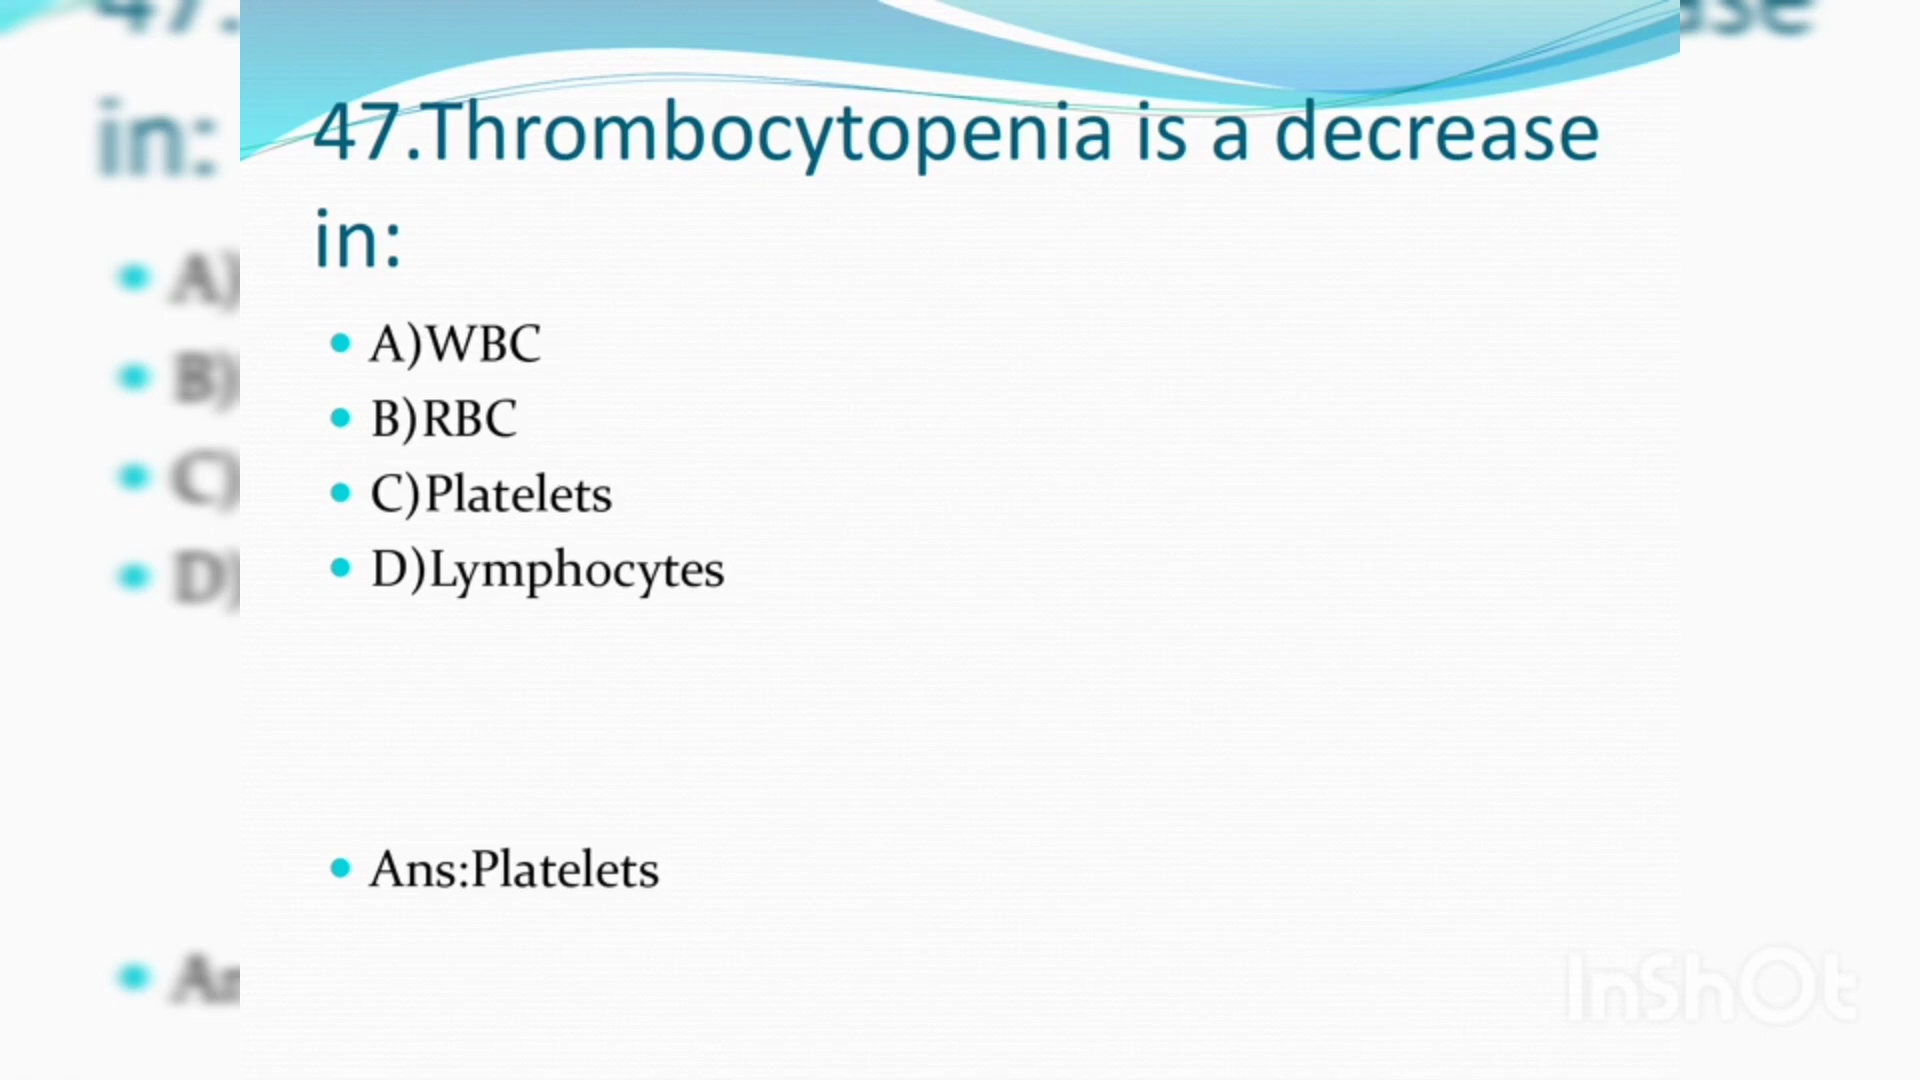 47.Thrombocytopenia is a decrease
in:
A)WBC
B)RBC
C)Platelets
D)Lymphocytes
Ans:Platelets
InShOt